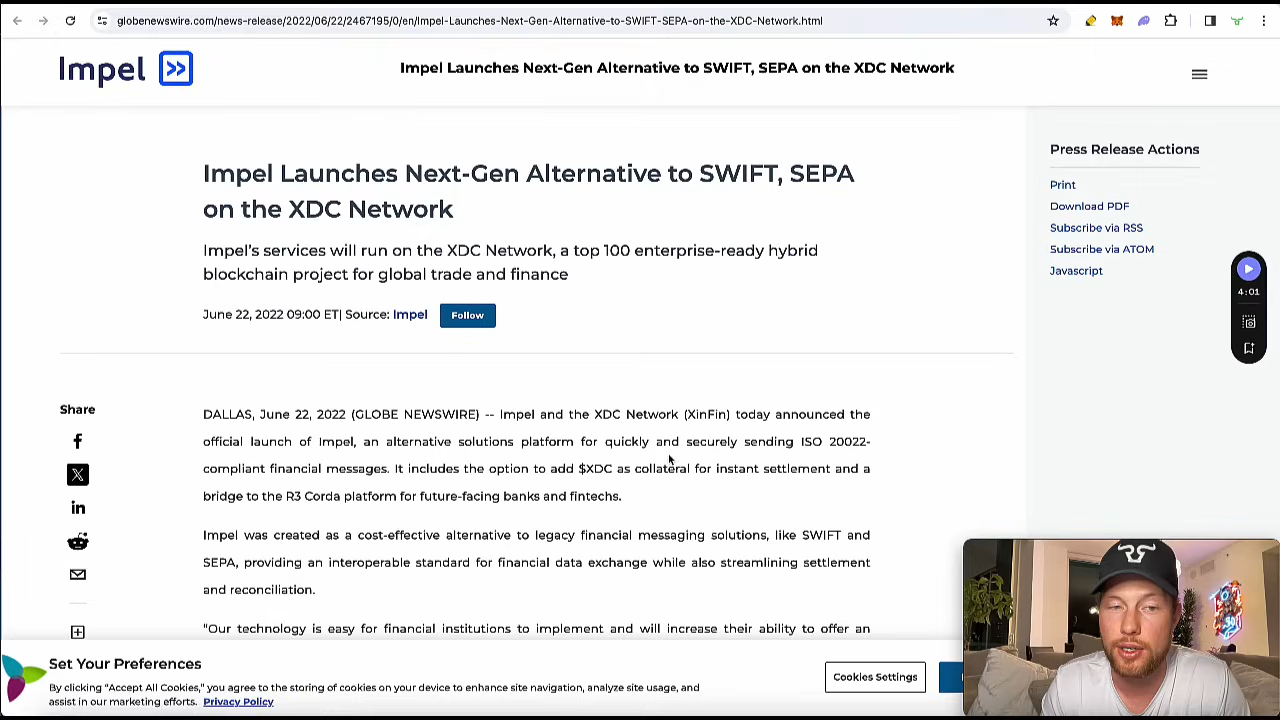 globenewswire.com/news-release/2022/06/22/2467195/0/en/Impel-Launches-Next-Gen-Alternative-to-SWIFT-SEPA-on-the-XDC-Network.html
Impel
Impel Launches Next-Gen Alternative to SWIFT, SEPA on the XDC Network
Impel Launches Next-Gen Alternative to SWIFT, SEPA
on the XDC Network
Impel's services will run on the XDC Network, a top 100 enterprise-ready hybrid
blockchain project for global trade and finance
June 22, 2022 09:00 ET| Source: Impel
Follow
Press Release Actions
Print
Download PDF
Subscribe via RSS
Subscribe via ATOM
Javascript
4:01
Share
DALLAS, June 22, 2022 (GLOBE NEWSWIRE) -- Impel and the XDC Network (XinFin) today announced the
official launch of Impel, an alternative solutions platform for quickly and securely sending ISO 20022-
compliant financial messages. It includes the option to add $XDC as collateral for instant settlement and a
bridge to the R3 Corda platform for future-facing banks and fintechs.
Impel was created as a cost-effective alternative to legacy financial messaging solutions, like SWIFT and
SEPA, providing an interoperable standard for financial data exchange while also streamlining settlement
and reconciliation.
“Our technology is easy for financial institutions to implement and will increase their ability to offer an
Set Your Preferences
By clicking “Accept All Cookies,” you agree to the storing of cookies on your device to enhance site navigation, analyze site usage, and
assist in our marketing efforts. Privacy Policy
Cookies Settings